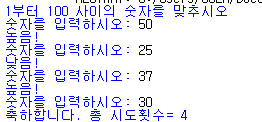 1부터 100 사이의 숫자를 맞추시오
숫자를 입력하시오: 50
높음!
숫자를 입력하시오: 25
낮음!
숫자를 입력하시오: 37
높음!
숫자를 입력하시오: 30
축하합니다. 총 시도횟수= 4